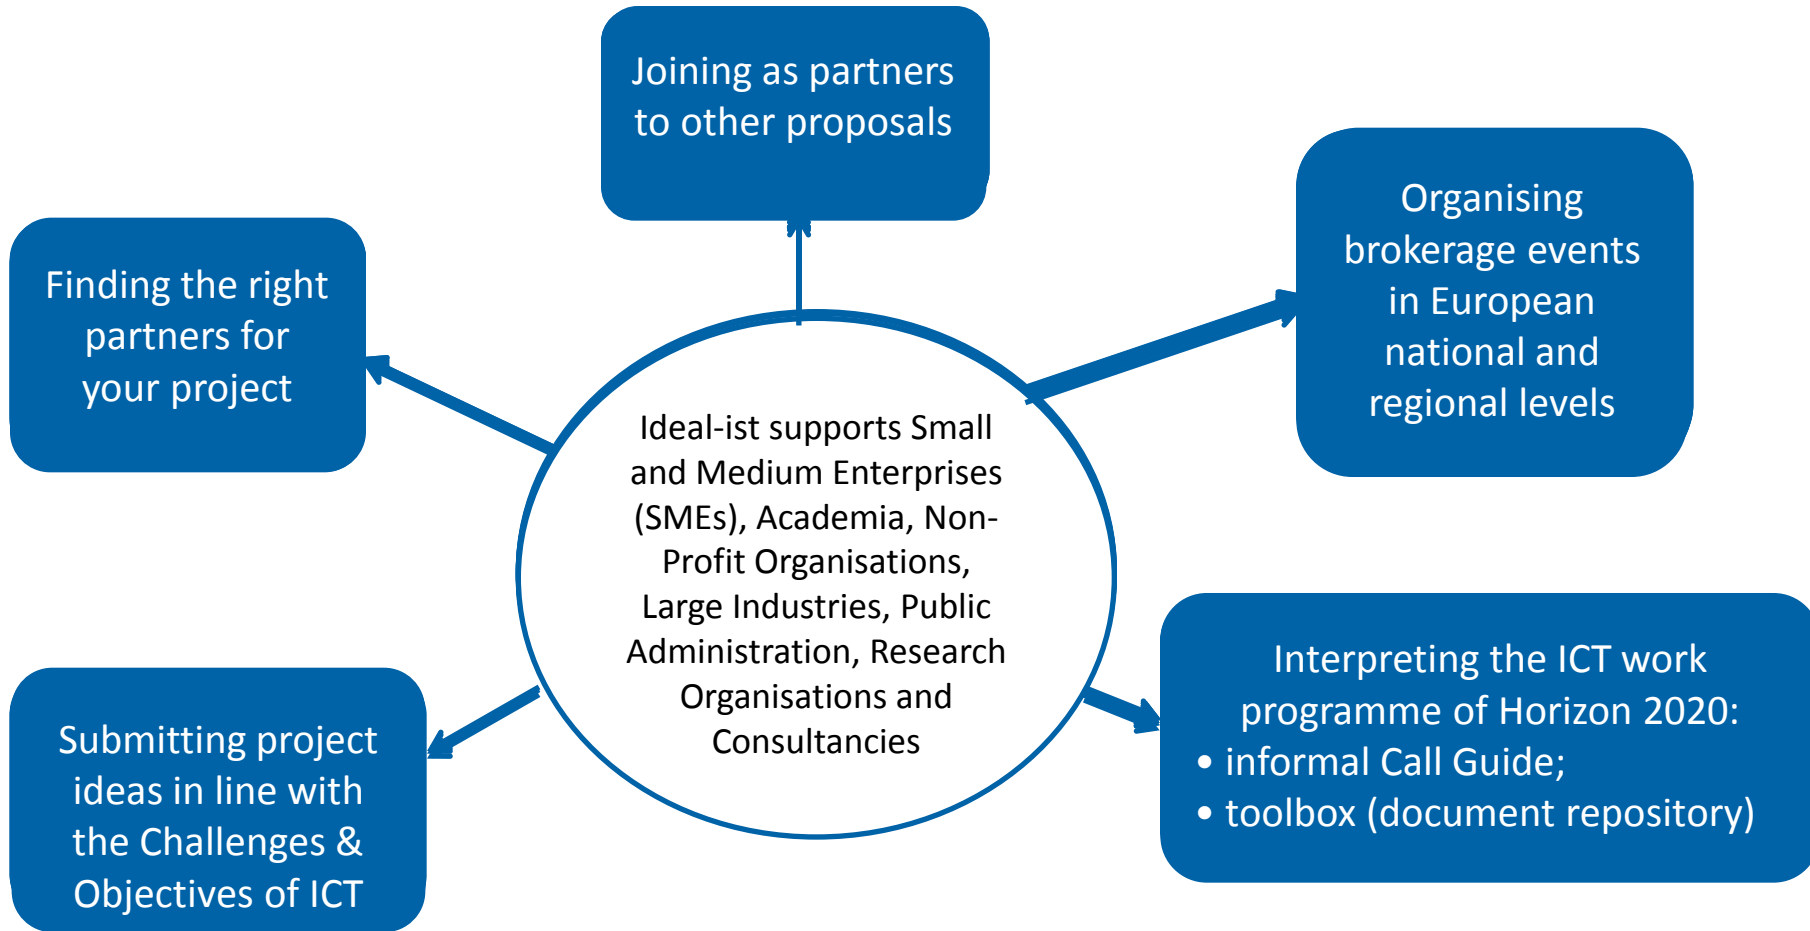 Joining as partners
to other proposals
Organising
brokerage events
in European
national and
regional levels
Finding the right
partners for
your project
Ideal-ist supports Small
and Medium Enterprises
(SMEs), Academia, Non-
Profit Organisations,
Large Industries, Public
Administration, Research
Organisations and
Consultancies
Submitting project
ideas in line with
the Challenges &
Objectives of ICT
Interpreting the ICT work
programme of Horizon 2020:
• informal Call Guide;
• toolbox (document repository)